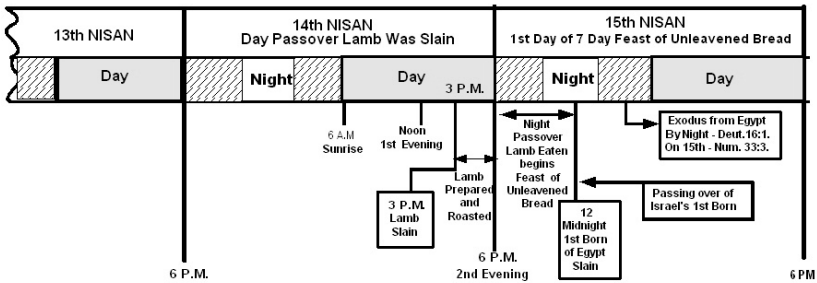 13th NISAN
14th NISAN
Day Passover Lamb Was Slain
15th NISAN
1st Day of 7 Day Feast of Unleavened Bread
Day
Night
Day
3 P.M.
Night
Day
6 A.M
Sunrise
Noon
1st Evening
Lamb
Prepared
and
Roasted
3 P.M.
Lamb
Slain
Night
Passover
Lamb Eaten
begins
Feast of
Unleavened
Bread
Exodus from Egypt
By Night - Deut.16:1.
On 15th - Num. 33:3.
Passing over of
Israel's 1st Born
12
Midnight
1st Born
of Egypt
Slain
6 P.M.
6 P.M.
2nd Evening
6 PM